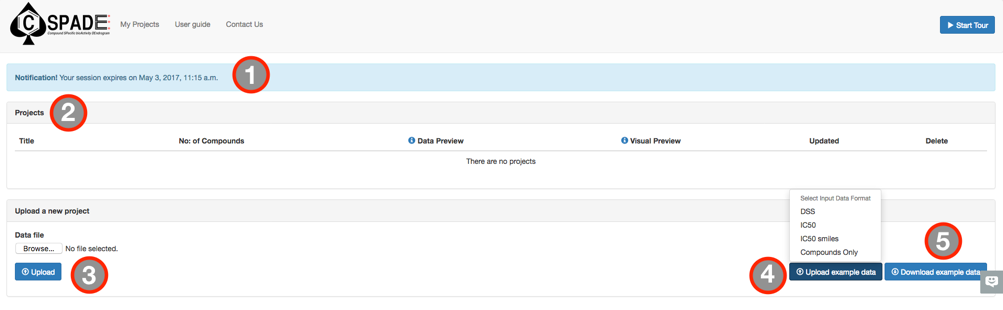 C SPADE
Compound SPecific bioActivity DEndrogram
My Projects
User guide
Contact Us
Start Tour
Notification! Your session expires on May 3, 2017, 11:15 a.m.
1
Projects
2
Title No: of Compounds Data Preview Visual Preview Updated Delete
There are no projects
Upload a new project
Select Input Data Format
DSS
IC50
IC50 smiles
Compounds Only
Data file
Browse... No file selected.
Upload
3
4
Upload example data
5
Download example data